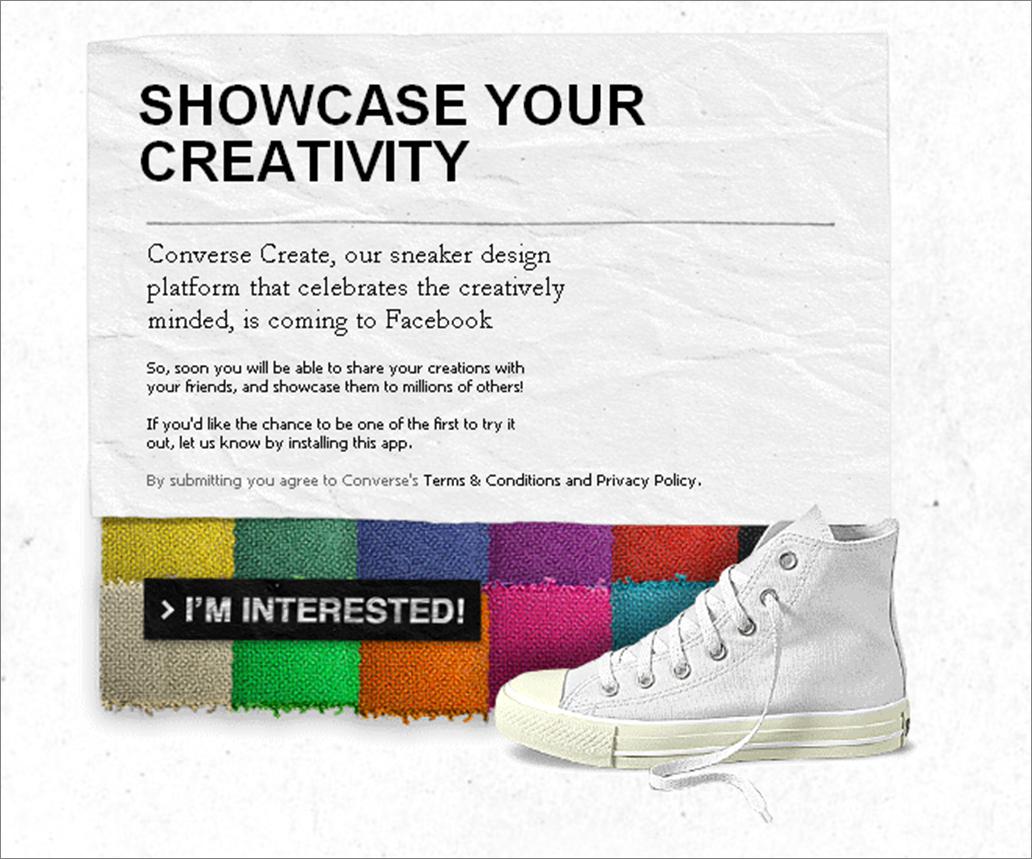 SHOWCASE YOUR
CREATIVITY
Converse Create, our sneaker design
platform that celebrates the creatively
minded, is coming to Facebook
So, soon you will be able to share your creations with
your friends, and showcase them to millions of others!
If you'd like the chance to be one of the first to try it
out, let us know by installing this app.
By submitting you agree to Converse's Terms & Conditions and Privacy Policy.
> I'M INTERESTED!